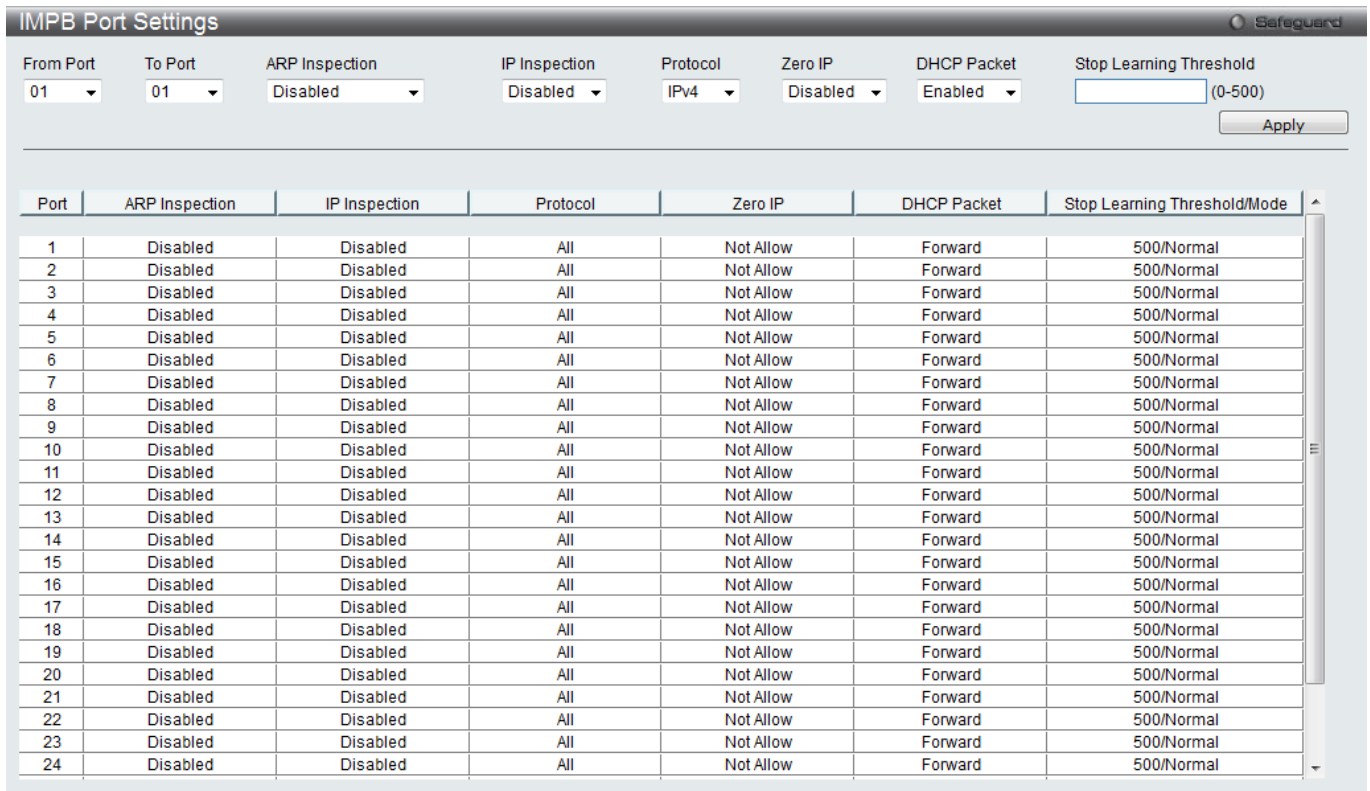 IMPB Port Settings Safeguard
From Port To Port ARP Inspection IP Inspection Protocol Zero IP DHCP Packet Stop Learning Threshold
01 01 Disabled Disabled IPv4 Disabled Enabled (0-500)
Apply
Port ARP Inspection IP Inspection Protocol Zero IP DHCP Packet Stop Learning Threshold/Mode
1 Disabled Disabled All Not Allow Forward 500/Normal
2 Disabled Disabled All Not Allow Forward 500/Normal
3 Disabled Disabled All Not Allow Forward 500/Normal
4 Disabled Disabled All Not Allow Forward 500/Normal
5 Disabled Disabled All Not Allow Forward 500/Normal
6 Disabled Disabled All Not Allow Forward 500/Normal
7 Disabled Disabled All Not Allow Forward 500/Normal
8 Disabled Disabled All Not Allow Forward 500/Normal
9 Disabled Disabled All Not Allow Forward 500/Normal
10 Disabled Disabled All Not Allow Forward 500/Normal
11 Disabled Disabled All Not Allow Forward 500/Normal
12 Disabled Disabled All Not Allow Forward 500/Normal
13 Disabled Disabled All Not Allow Forward 500/Normal
14 Disabled Disabled All Not Allow Forward 500/Normal
15 Disabled Disabled All Not Allow Forward 500/Normal
16 Disabled Disabled All Not Allow Forward 500/Normal
17 Disabled Disabled All Not Allow Forward 500/Normal
18 Disabled Disabled All Not Allow Forward 500/Normal
19 Disabled Disabled All Not Allow Forward 500/Normal
20 Disabled Disabled All Not Allow Forward 500/Normal
21 Disabled Disabled All Not Allow Forward 500/Normal
22 Disabled Disabled All Not Allow Forward 500/Normal
23 Disabled Disabled All Not Allow Forward 500/Normal
24 Disabled Disabled All Not Allow Forward 500/Normal